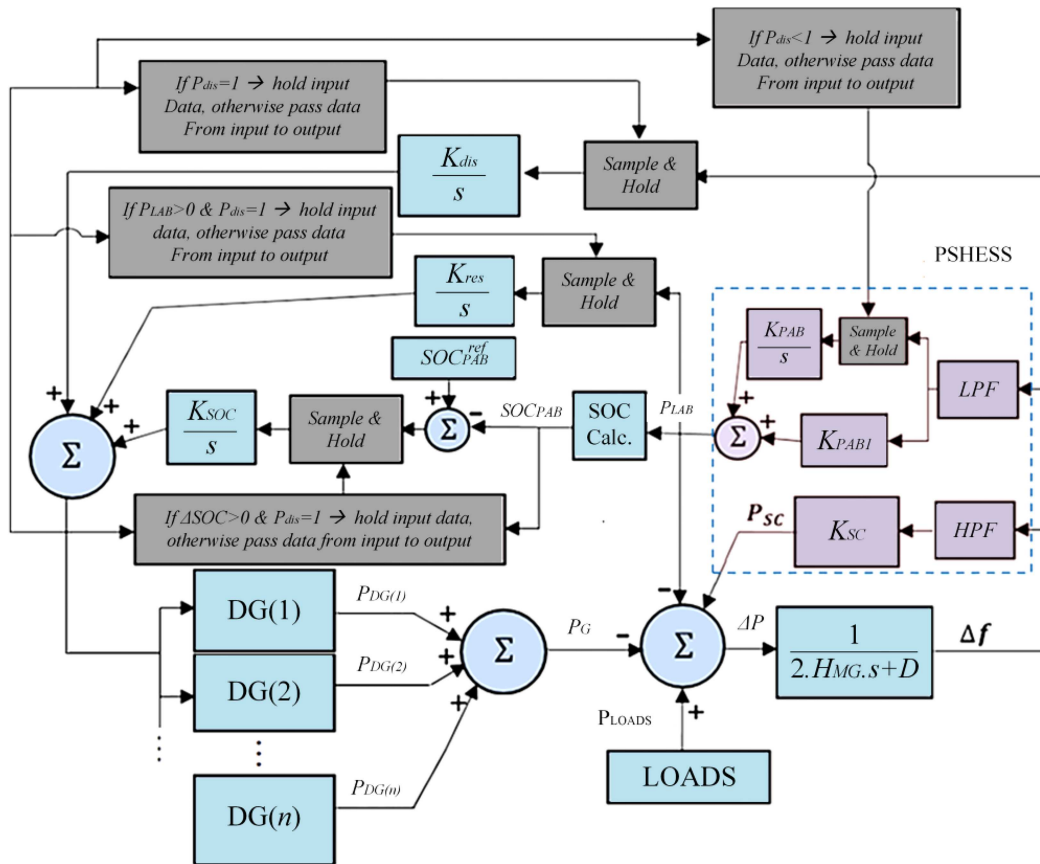 If Pdis<1 → hold input
Data, otherwise pass data
From input to output
If Pdis=1 → hold input
Data, otherwise pass data
From input to output
Kdis
s
Sample &
Hold
If PLAB>0 & Pdis=1 → hold input
data, otherwise pass data
From input to output
Kres
s
Sample &
Hold
PSHESS
KPAB
s
Sample
& Hold
LPF
KPAB1
Σ
+
+
SOCPAB ref
+
-
Σ
SOCPAB
SOC
Calc.
PLAB
KSOC
s
Sample &
Hold
+
+
+
Σ
If ΔSOC>0 & Pdis=1 → hold input data,
otherwise pass data from input to output
PSC
KSC
HPF
DG(1)
PDG(1)
+
DG(2)
PDG(2)
+
⋮
⋮
DG(n)
PDG(n)
+
Σ
PG
-
-
-
Σ
+
ΔP
1
2.HMG.s+D
Δf
PLOADS
LOADS